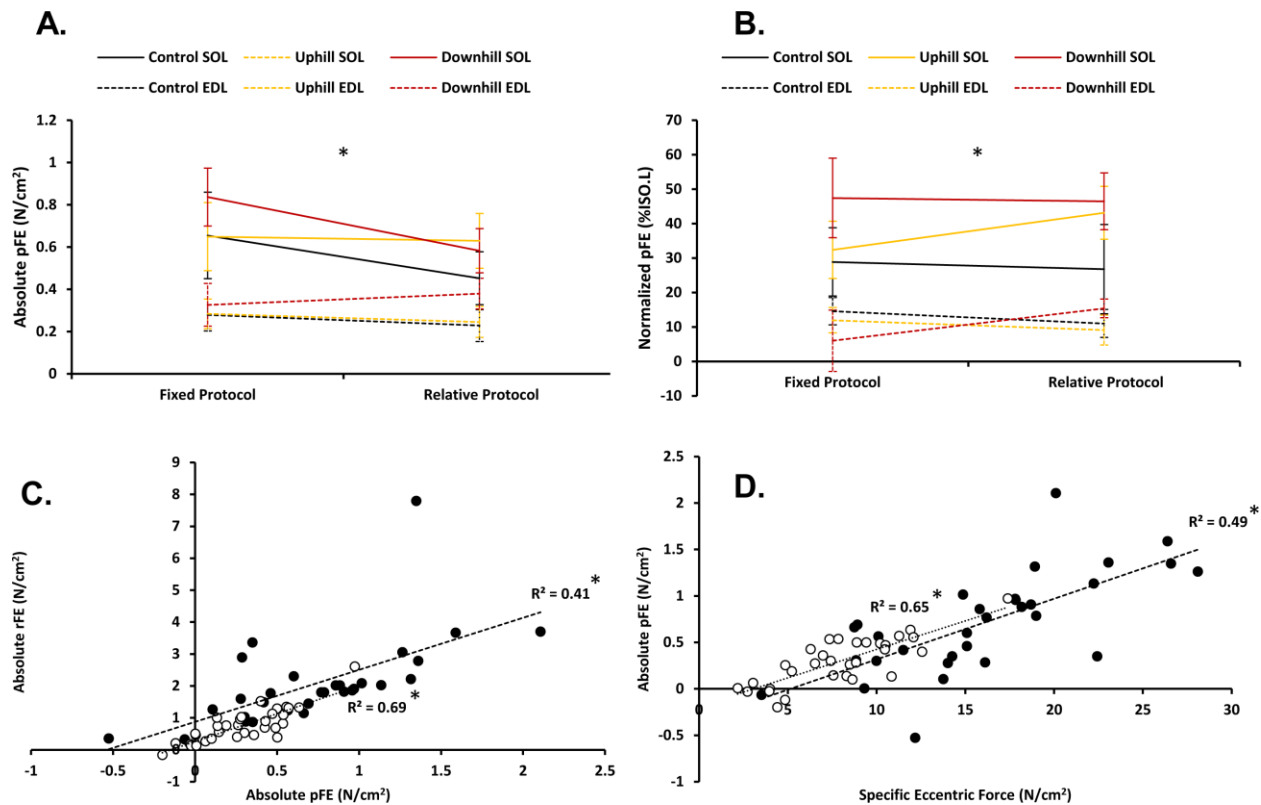 A.
Control SOL Uphill SOL Downhill SOL
Control EDL Uphill EDL Downhill EDL
Absolute pFE (N/cm²)
1.2
1
0.8
0.6
0.4
0.2
0
*
Fixed Protocol Relative Protocol
B.
Control SOL Uphill SOL Downhill SOL
Control EDL Uphill EDL Downhill EDL
Normalized pFE (%ISO.L)
70
60
50
40
30
20
10
0
-10
*
Fixed Protocol Relative Protocol
C.
Absolute rFE (N/cm²)
9
8
7
6
5
4
3
2
1
0
-1
R² = 0.41 *
R² = 0.69 *
-1 -0.5 0 0.5 1 1.5 2 2.5
Absolute pFE (N/cm²)
D.
Absolute pFE (N/cm²)
2.5
2
1.5
1
0.5
0
-0.5
-1
R² = 0.49 *
R² = 0.65 *
0 5 10 15 20 25 30
Specific Eccentric Force (N/cm²)